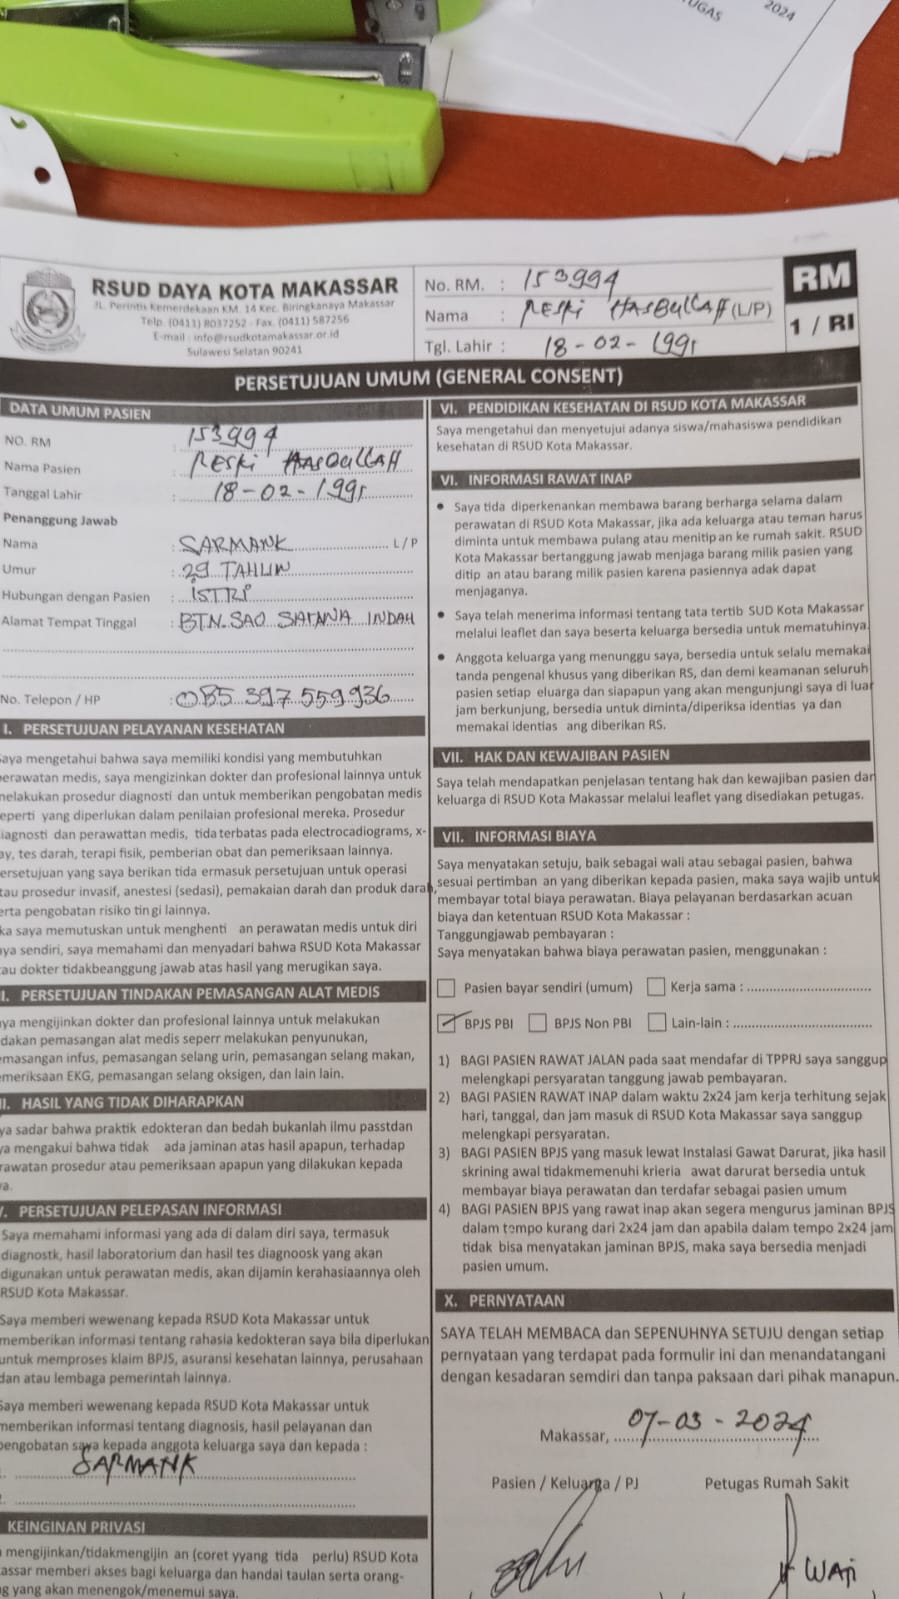 UGAS
2024
RSUD DAYA KOTA MAKASSAR
JL. Perintis Kemerdekaan KM. 14 Kec. Biringkanaya Makassar
Telp. (0411) 8037252 - Fax. (0411) 587256
E-mail : info@rsudkotamakassar.or.id
Sulawesi Selatan 90241
No. RM. : 153994
Nama : RESKI HASBULLAH (L/P)
Tgl. Lahir : 18-02-1995
RM
1 / RI
PERSETUJUAN UMUM (GENERAL CONSENT)
DATA UMUM PASIEN
NO. RM : 153994
Nama Pasien : RESKI HASBULLAH
Tanggal Lahir : 18-02-1995
Penanggung Jawab
Nama : SARMANK L/P
Umur : 29 TAHUN
Hubungan dengan Pasien : ISTRI
Alamat Tempat Tinggal : BTN. SAO INDAH
No. Telepon / HP : 085 397 559 936
I. PERSETUJUAN PELAYANAN KESEHATAN
aya mengetahui bahwa saya memiliki kondisi yang membutuhkan
erawatan medis, saya mengizinkan dokter dan profesional lainnya untuk
nelakukan prosedur diagnosti dan untuk memberikan pengobatan medis
eperti yang diperlukan dalam penilaian profesional mereka. Prosedur
iagnosti dan perawattan medis, tida terbatas pada electrocadiograms, x-
ay, tes darah, terapi fisik, pemberian obat dan pemeriksaan lainnya.
ersetujuan yang saya berikan tida ermasuk persetujuan untuk operasi
tau prosedur invasif, anestesi (sedasi), pemakaian darah dan produk darah,
erta pengobatan risiko tin gi lainnya.
ka saya memutuskan untuk menghenti an perawatan medis untuk diri
aya sendiri, saya memahami dan menyadari bahwa RSUD Kota Makassar
au dokter tidakbeanggung jawab atas hasil yang merugikan saya.
I. PERSETUJUAN TINDAKAN PEMASANGAN ALAT MEDIS
ya mengijinkan dokter dan profesional lainnya untuk melakukan
dakan pemasangan alat medis seperr melakukan penyunukan,
masangan infus, pemasangan selang urin, pemasangan selang makan,
meriksaan EKG, pemasangan selang oksigen, dan lain lain.
II. HASIL YANG TIDAK DIHARAPKAN
ya sadar bahwa praktik edokteran dan bedah bukanlah ilmu passtdan
ya mengakui bahwa tidak ada jaminan atas hasil apapun, terhadap
rawatan prosedur atau pemeriksaan apapun yang dilakukan kepada
ya.
V. PERSETUJUAN PELEPASAN INFORMASI
Saya memahami informasi yang ada di dalam diri saya, termasuk
diagnostk, hasil laboratorium dan hasil tes diagnoosk yang akan
digunakan untuk perawatan medis, akan dijamin kerahasiaannya oleh
RSUD Kota Makassar.
Saya memberi wewenang kepada RSUD Kota Makassar untuk
memberikan informasi tentang rahasia kedokteran saya bila diperlukan
untuk memproses klaim BPJS, asuransi kesehatan lainnya, perusahaan
dan atau lembaga pemerintah lainnya.
Saya memberi wewenang kepada RSUD Kota Makassar untuk
memberikan informasi tentang diagnosis, hasil pelayanan dan
pengobatan saya kepada anggota keluarga saya dan kepada :
SARMANK
KEINGINAN PRIVASI
mengijinkan/tidakmengijin an (coret yyang tida perlu) RSUD Kota
assar memberi akses bagi keluarga dan handai taulan serta orang-
g yang akan menengok/menemui saya.
VI. PENDIDIKAN KESEHATAN DI RSUD KOTA MAKASSAR
Saya mengetahui dan menyetujui adanya siswa/mahasiswa pendidikan
kesehatan di RSUD Kota Makassar.
VI. INFORMASI RAWAT INAP
• Saya tida diperkenankan membawa barang berharga selama dalam
perawatan di RSUD Kota Makassar, jika ada keluarga atau teman harus
diminta untuk membawa pulang atau menitip an ke rumah sakit. RSUD
Kota Makassar bertanggung jawab menjaga barang milik pasien yang
ditip an atau barang milik pasien karena pasiennya adak dapat
menjaganya.
• Saya telah menerima informasi tentang tata tertib SUD Kota Makassar
melalui leaflet dan saya beserta keluarga bersedia untuk mematuhinya.
• Anggota keluarga yang menunggu saya, bersedia untuk selalu memakai
tanda pengenal khusus yang diberikan RS, dan demi keamanan seluruh
pasien setiap eluarga dan siapapun yang akan mengunjungi saya di luar
jam berkunjung, bersedia untuk diminta/diperiksa identias ya dan
memakai identias ang diberikan RS.
VII. HAK DAN KEWAJIBAN PASIEN
Saya telah mendapatkan penjelasan tentang hak dan kewajiban pasien dan
keluarga di RSUD Kota Makassar melalui leaflet yang disediakan petugas.
VII. INFORMASI BIAYA
Saya menyatakan setuju, baik sebagai wali atau sebagai pasien, bahwa
sesuai pertimban an yang diberikan kepada pasien, maka saya wajib untuk
membayar total biaya perawatan. Biaya pelayanan berdasarkan acuan
biaya dan ketentuan RSUD Kota Makassar :
Tanggungjawab pembayaran :
Saya menyatakan bahwa biaya perawatan pasien, menggunakan :
Pasien bayar sendiri (umum) Kerja sama :
BPJS PBI BPJS Non PBI Lain-lain :
1) BAGI PASIEN RAWAT JALAN pada saat mendafar di TPPRJ saya sanggup
melengkapi persyaratan tanggung jawab pembayaran.
2) BAGI PASIEN RAWAT INAP dalam waktu 2x24 jam kerja terhitung sejak
hari, tanggal, dan jam masuk di RSUD Kota Makassar saya sanggup
melengkapi persyaratan.
3) BAGI PASIEN BPJS yang masuk lewat Instalasi Gawat Darurat, jika hasil
skrining awal tidakmemenuhi krieria awat darurat bersedia untuk
membayar biaya perawatan dan terdafar sebagai pasien umum
4) BAGI PASIEN BPJS yang rawat inap akan segera mengurus jaminan BPJS
dalam tempo kurang dari 2x24 jam dan apabila dalam tempo 2x24 jam
tidak bisa menyatakan jaminan BPJS, maka saya bersedia menjadi
pasien umum.
X. PERNYATAAN
SAYA TELAH MEMBACA dan SEPENUHNYA SETUJU dengan setiap
pernyataan yang terdapat pada formulir ini dan menandatangani
dengan kesadaran semdiri dan tanpa paksaan dari pihak manapun.
Makassar, 07-03-2024
Pasien / Keluarga / PJ Petugas Rumah Sakit
WAJI